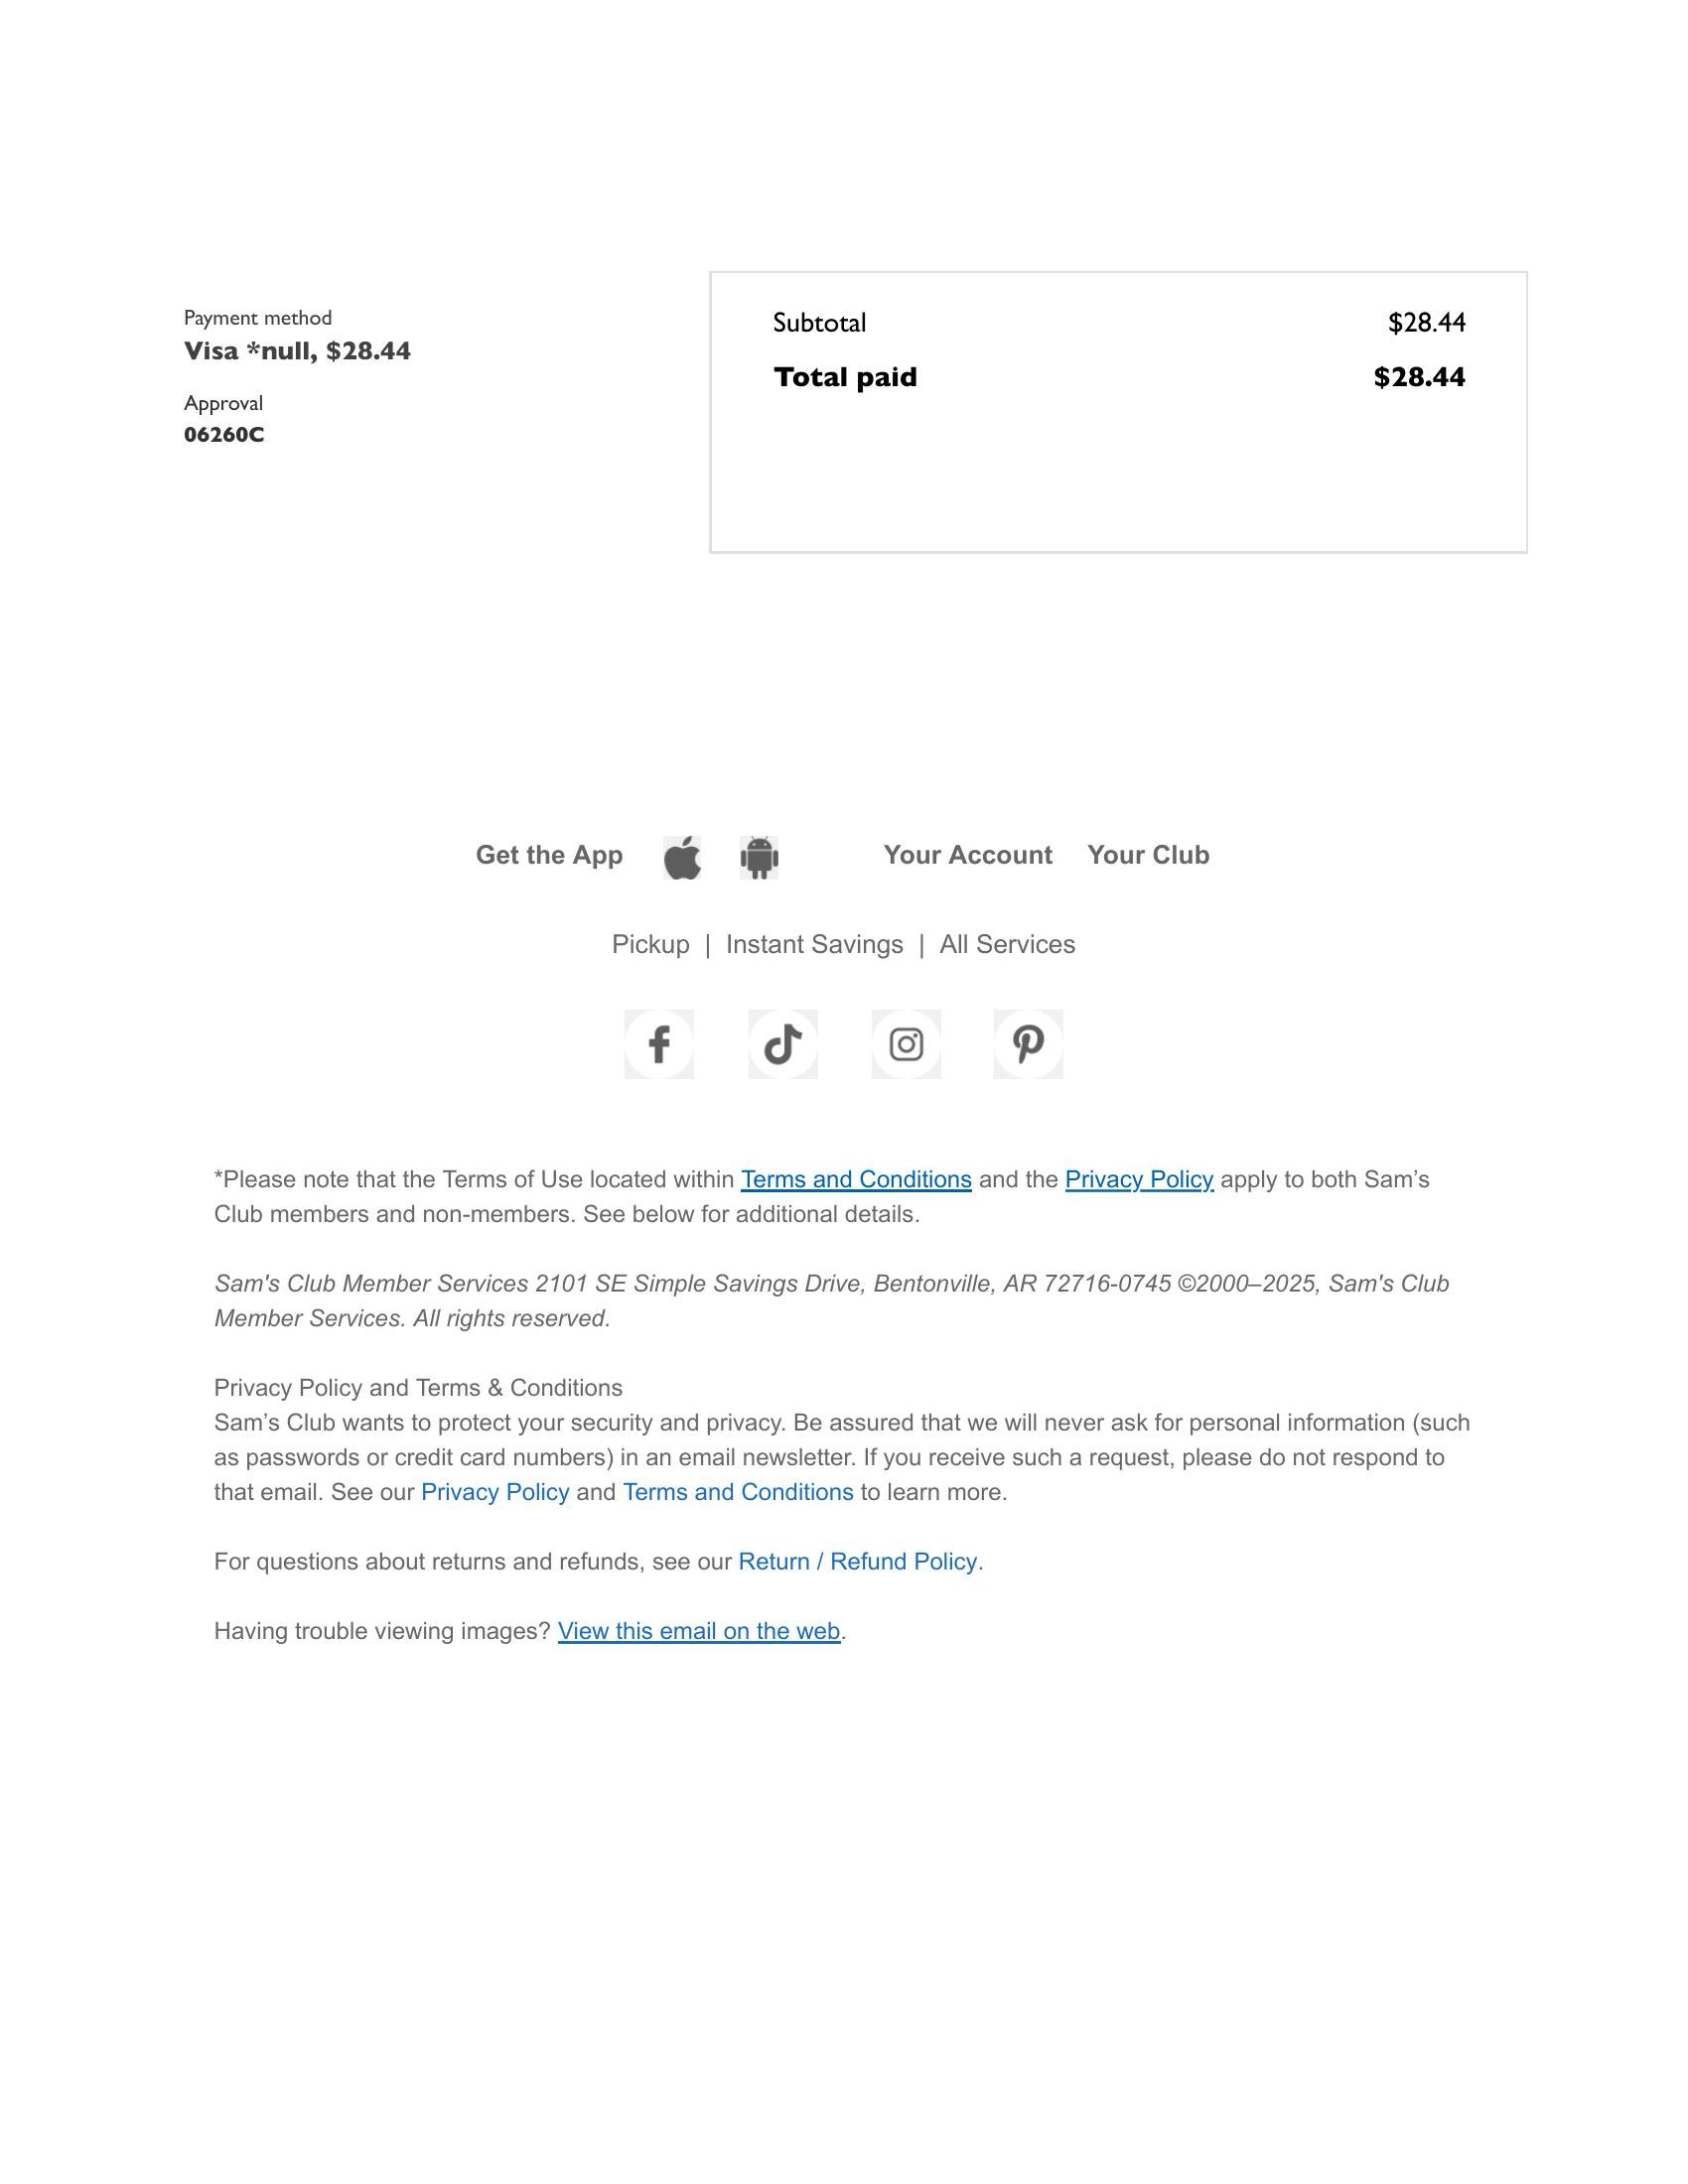 Payment method
Visa *null, $28.44
Approval
06260C
Subtotal $28.44
Total paid $28.44
Get the App Your Account Your Club
Pickup | Instant Savings | All Services
*Please note that the Terms of Use located within Terms and Conditions and the Privacy Policy apply to both Sam’s
Club members and non-members. See below for additional details.
Sam's Club Member Services 2101 SE Simple Savings Drive, Bentonville, AR 72716-0745 ©2000–2025, Sam's Club
Member Services. All rights reserved.
Privacy Policy and Terms & Conditions
Sam’s Club wants to protect your security and privacy. Be assured that we will never ask for personal information (such
as passwords or credit card numbers) in an email newsletter. If you receive such a request, please do not respond to
that email. See our Privacy Policy and Terms and Conditions to learn more.
For questions about returns and refunds, see our Return / Refund Policy.
Having trouble viewing images? View this email on the web.